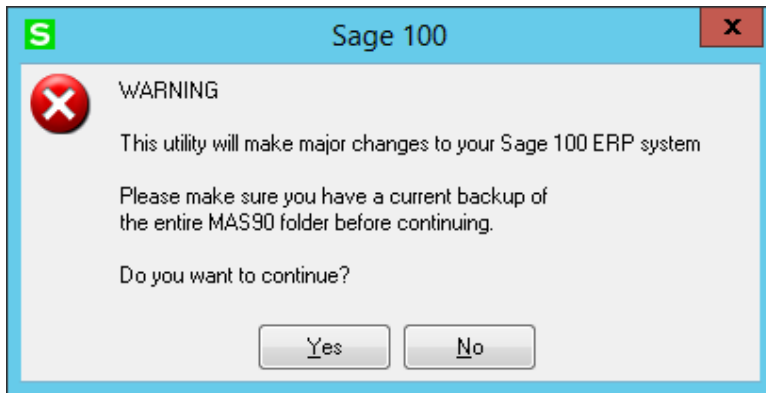 S
Sage 100
x
WARNING
This utility will make major changes to your Sage 100 ERP system
Please make sure you have a current backup of
the entire MAS90 folder before continuing.
Do you want to continue?
Yes
No